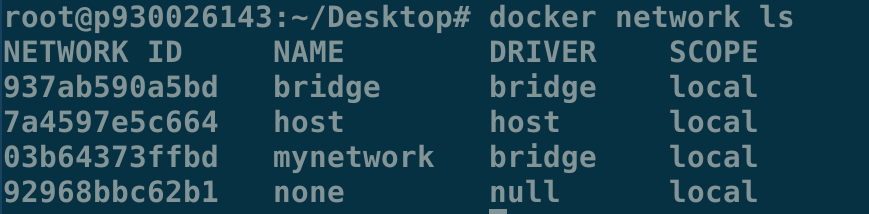 root@p930026143:~/Desktop# docker network ls
NETWORK ID   NAME        DRIVER   SCOPE
937ab590a5bd   bridge      bridge   local
7a4597e5c664   host        host     local
03b64373ffbd   mynetwork   bridge   local
92968bbc62b1   none        null     local